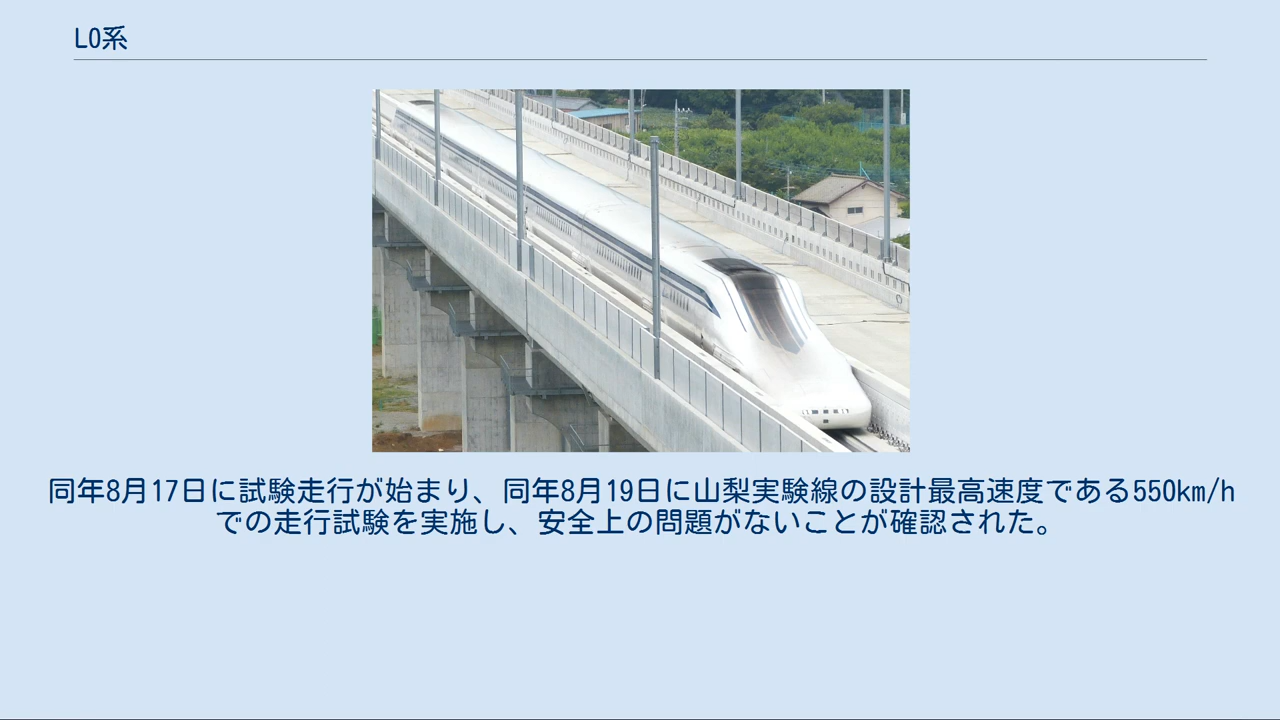 L0系
同年8月17日に試験走行が始まり、同年8月19日に山梨実験線の設計最高速度である550km/h
での走行試験を実施し、安全上の問題がないことが確認された。